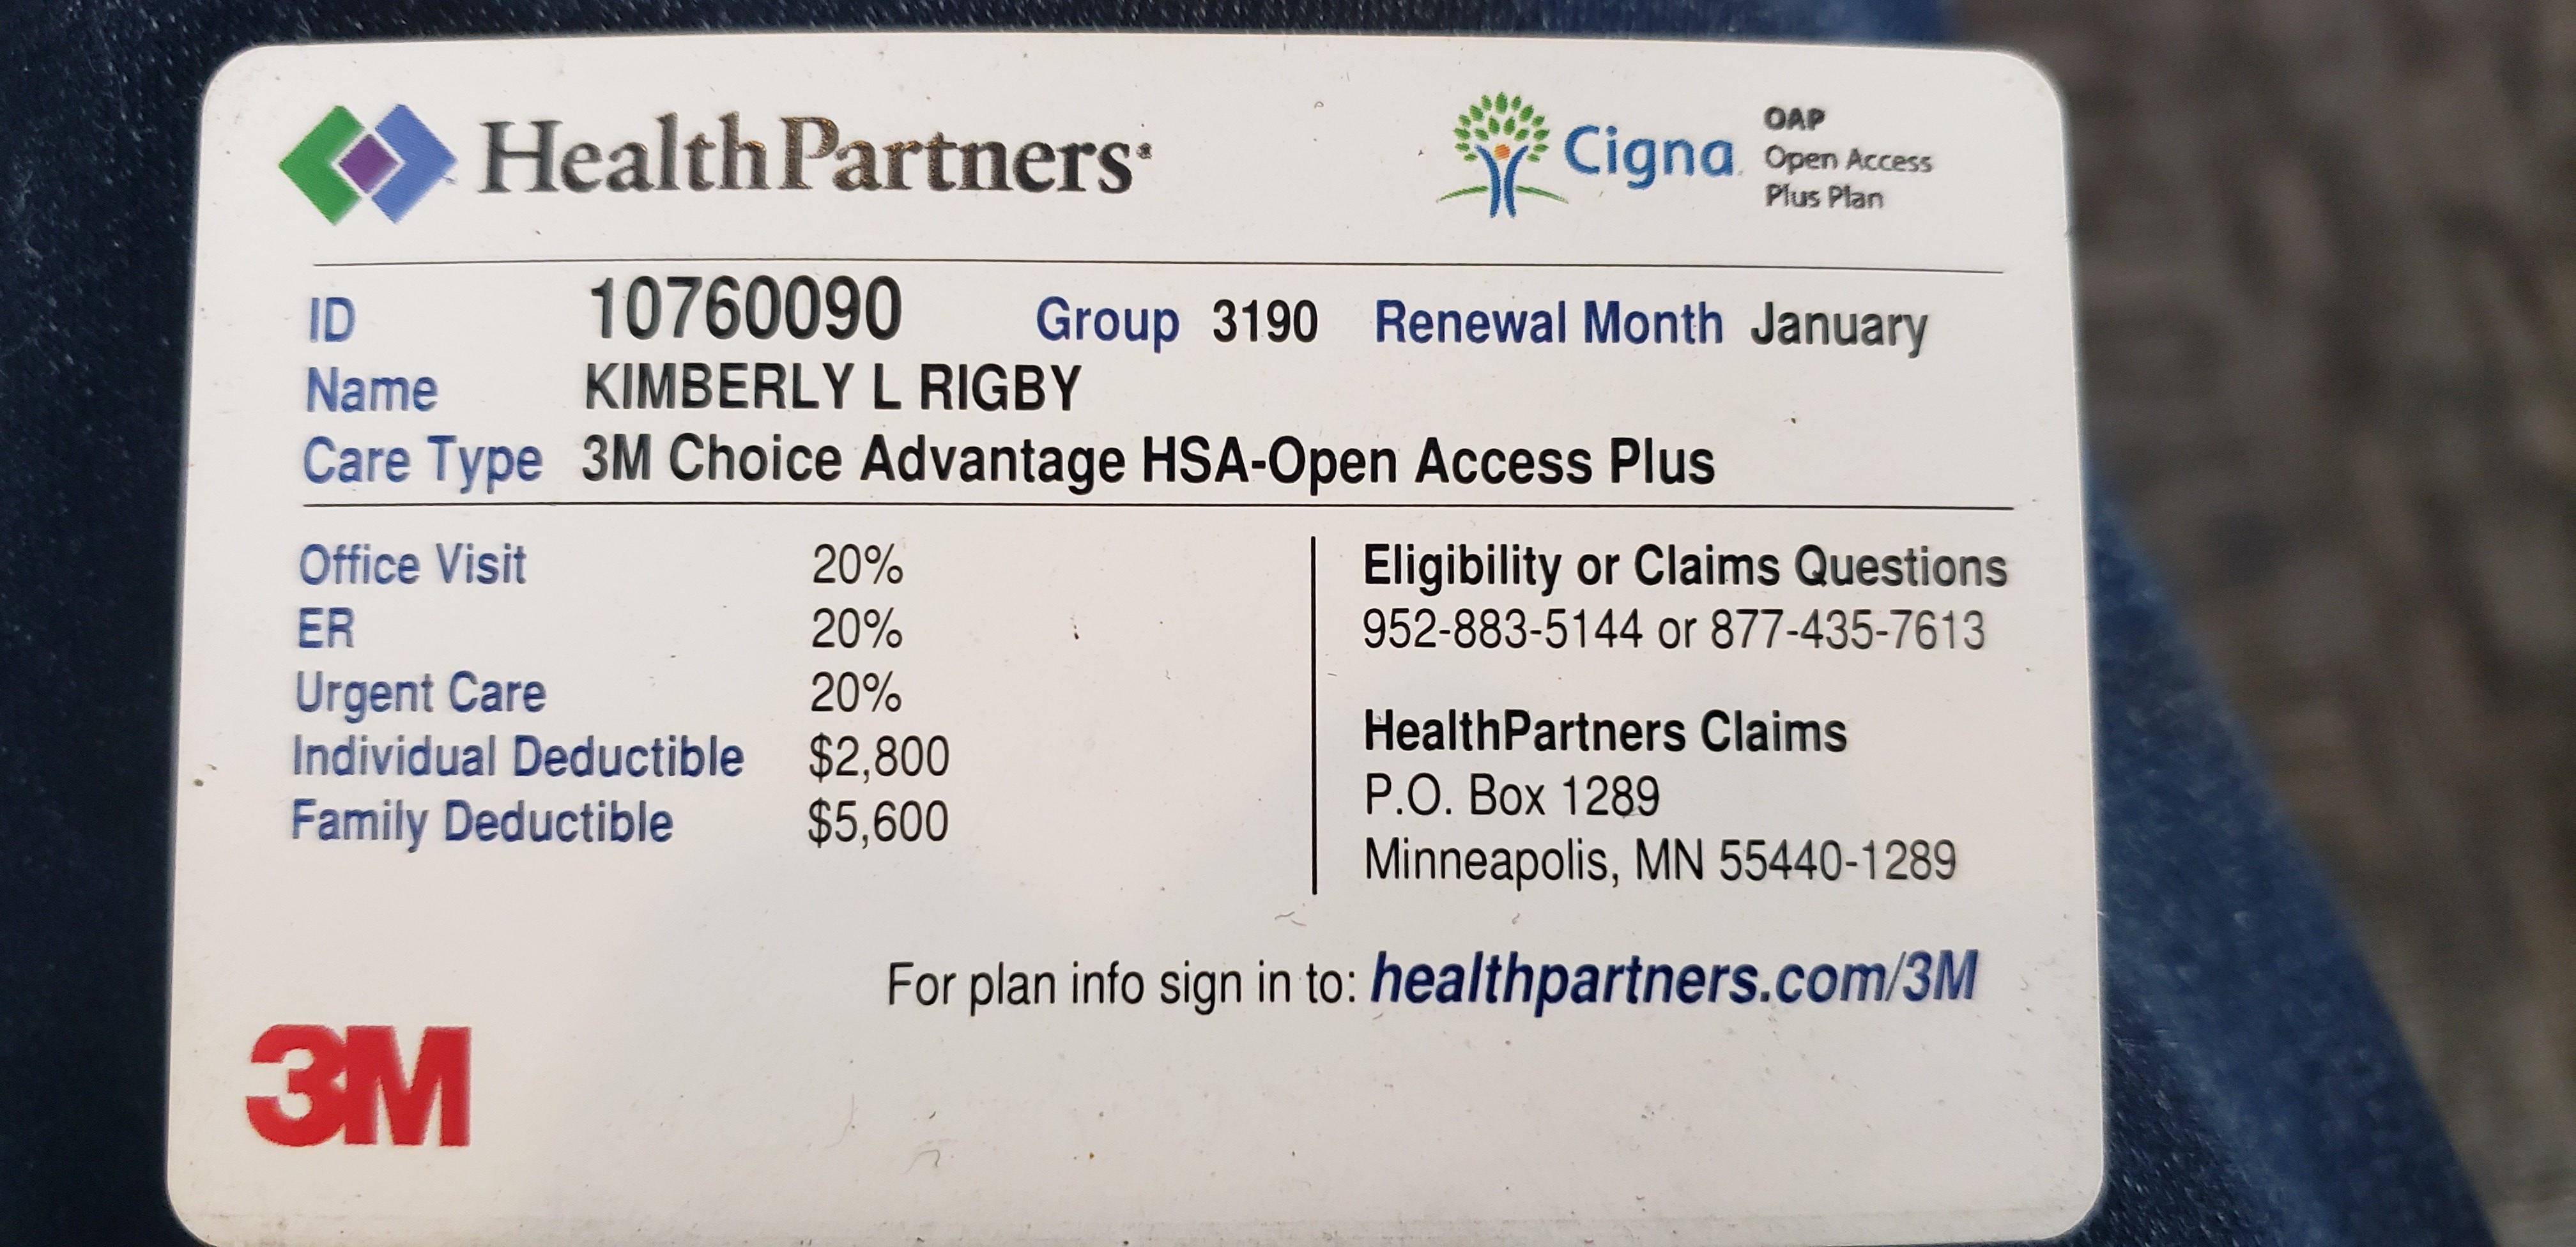 HealthPartners
Cigna
OAP
Open Access
Plus Plan
ID 10760090 Group 3190 Renewal Month January
Name KIMBERLY L RIGBY
Care Type 3M Choice Advantage HSA-Open Access Plus
Office Visit 20%
ER 20%
Urgent Care 20%
Individual Deductible $2,800
Family Deductible $5,600
Eligibility or Claims Questions
952-883-5144 or 877-435-7613
HealthPartners Claims
P.O. Box 1289
Minneapolis, MN 55440-1289
For plan info sign in to: healthpartners.com/3M
3M